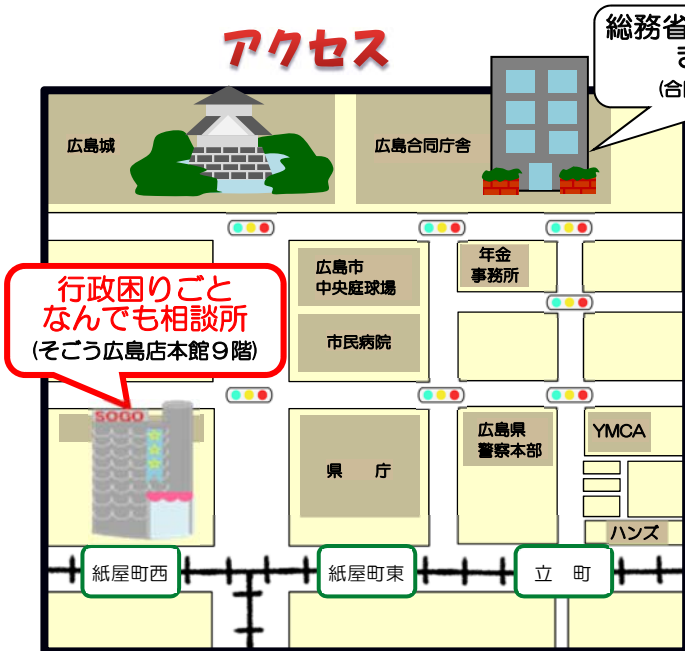 アクセス
総務省
(合同
広島城
広島合同庁舎
行政困りごと
なんでも相談所
(そごう広島店本館９階)
広島市
中央庭球場
年金
事務所
市民病院
SOGO
県　庁
広島県
警察本部
YMCA
ハンズ
紙屋町西
紙屋町東
立　町